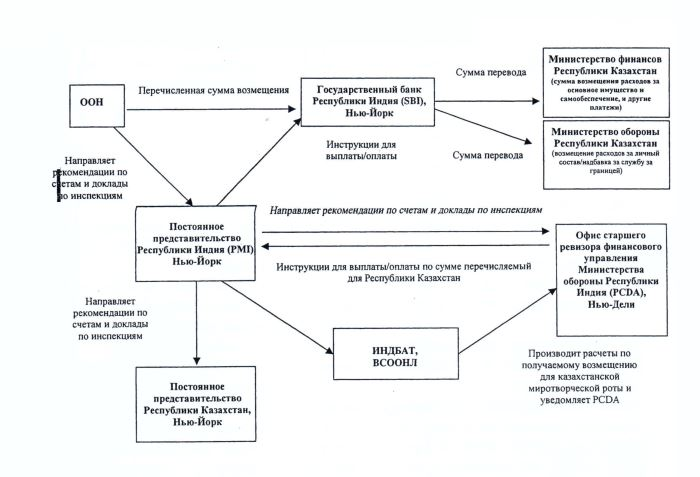 ООН
Перечисленная сумма возмещения
Государственный банк
Республики Индия (SBI),
Нью-Йорк
Сумма перевода
Министерство финансов
Республики Казахстан
(сумма возмещения расходов за
основное имущество и
самообеспечение, и другие
платежи)
Сумма перевода
Министерство обороны
Республики Казахстан
(возмещение расходов за личный
состав/надбавка за службу за
границей)
Инструкции для
выплаты/оплаты
Направляет
рекомендации по
счетам и доклады
по инспекциям
Постоянное
представительство
Республики Индия (PMI)
Нью-Йорк
Направляет рекомендации по счетам и доклады по инспекциям
Инструкции для выплаты/оплаты по сумме перечисляемый
для Республики Казахстан
Офис старшего
ревизора финансового
управления
Министерства
обороны Республики
Индия (PCDA),
Нью-Дели
Направляет
рекомендации по
счетам и доклады
по инспекциям
ИНДБАТ,
ВСООНЛ
Производит расчеты по
получаемому возмещению
для казахстанской
миротворческой роты и
уведомляет PCDA
Постоянное
представительство
Республики Казахстан,
Нью-Йорк